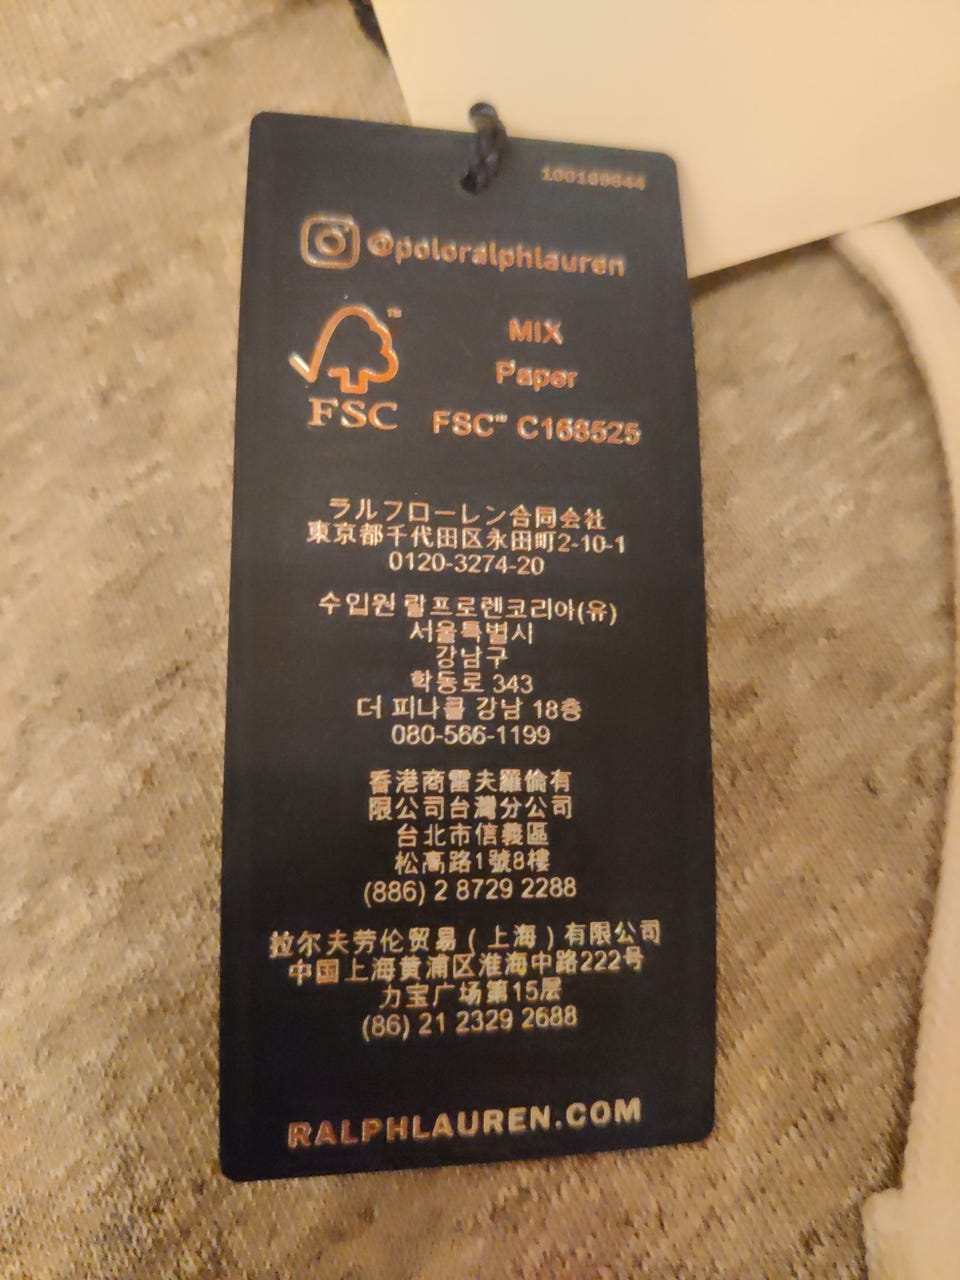 100169644
@poloralphlauren
™
MIX
Paper
FSC
FSC™ C168525
ラルフローレン合同会社
東京都千代田区永田町2-10-1
0120-3274-20
수입원 랄프로렌코리아(유)
서울특별시
강남구
학동로 343
더 피나클 강남 18층
080-566-1199
香港商雷夫羅倫有
限公司台灣分公司
台北市信義區
松高路1號8樓
(886) 2 8729 2288
拉尔夫劳伦贸易（上海）有限公司
中国上海黄浦区淮海中路222号
力宝广场第15层
(86) 21 2329 2688
RALPHLAUREN.COM